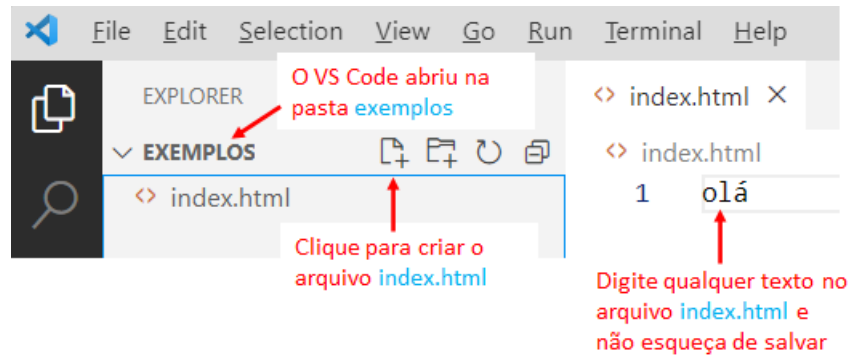 File Edit Selection View Go Run Terminal Help
EXPLORER
O VS Code abriu na
pasta exemplos
index.html
EXEMPLOS
index.html
index.html
1 olá
Clique para criar o
arquivo index.html
Digite qualquer texto no
arquivo index.html e
não esqueça de salvar